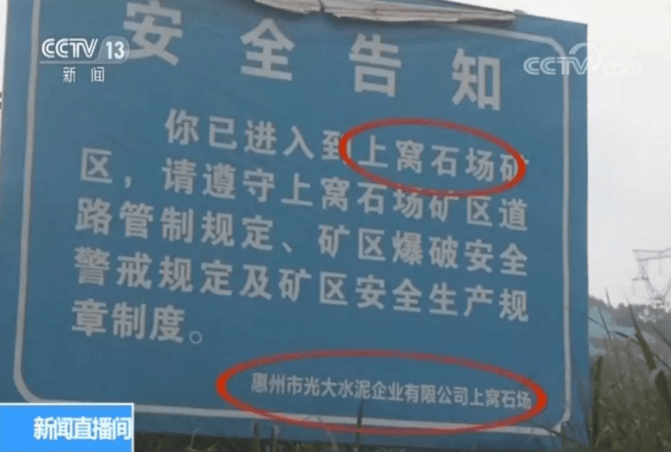 CCTV 13
新闻
CCTV.com
安全告知
你已进入到上窝石场矿
区，请遵守上窝石场矿区道
路管制规定、矿区爆破安全
警戒规定及矿区安全生产规
章制度。
惠州市光大水泥企业有限公司上窝石场
新闻直播间